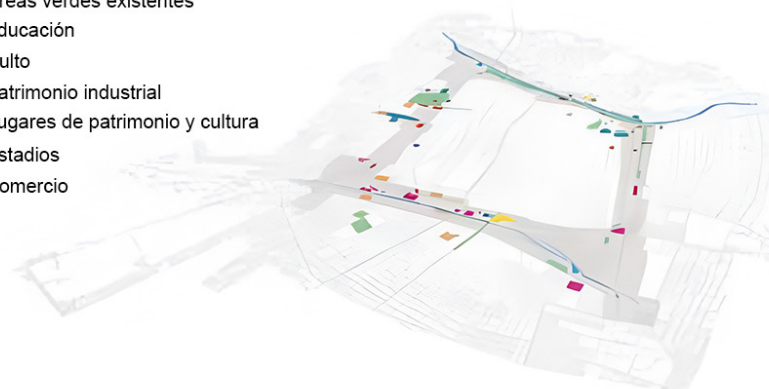 reas verdes existentes
ducación
ulto
atrimonio industrial
ugares de patrimonio y cultura
stadios
omercio